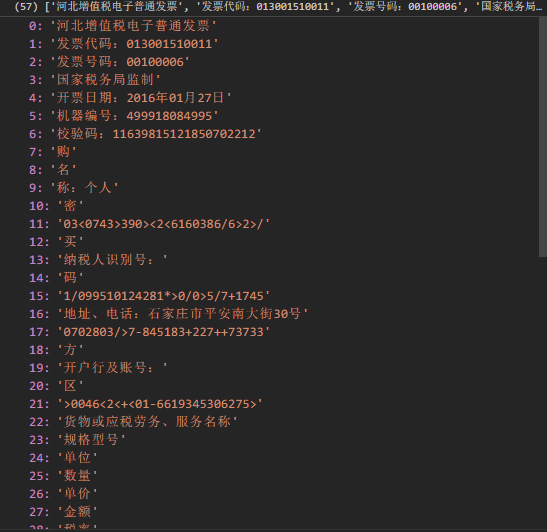 (57) ['河北增值税电子普通发票', '发票代码：013001510011', '发票号码：00100006', '国家税务局…
0: '河北增值税电子普通发票'
1: '发票代码：013001510011'
2: '发票号码：00100006'
3: '国家税务局监制'
4: '开票日期：2016年01月27日'
5: '机器编号：499918084995'
6: '校验码：11639815121850702212'
7: '购'
8: '名'
9: '称：个人'
10: '密'
11: '03<0743>390><2<6160386/6>2>/'
12: '买'
13: '纳税人识别号：'
14: '码'
15: '1/099510124281*>0/0>5/7+1745'
16: '地址、电话：石家庄市平安南大街30号'
17: '0702803/>7-845183+227++73733'
18: '方'
19: '开户行及账号：'
20: '区'
21: '>0046<2<+<01-6619345306275>'
22: '货物或应税劳务、服务名称'
23: '规格型号'
24: '单位'
25: '数量'
26: '单价'
27: '金额'
28: '税率'